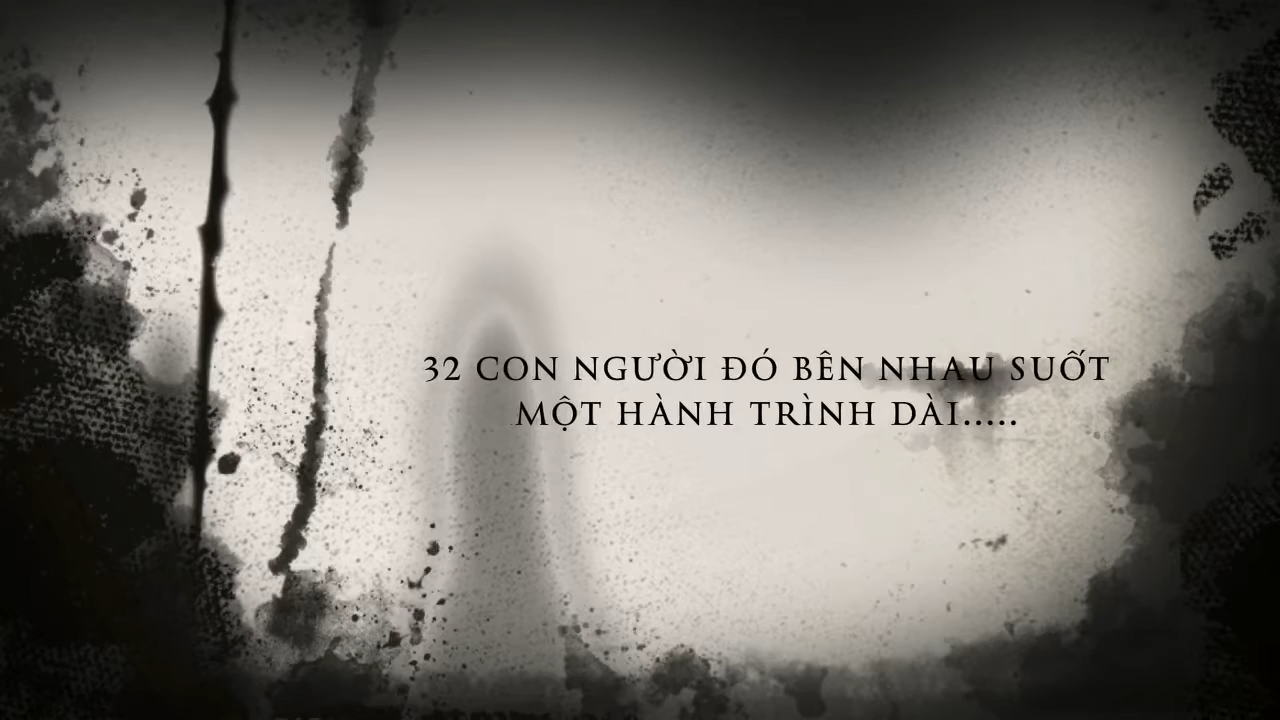 32 CON NGƯỜI ĐÓ BÊN NHAU SUỐT
MỘT HÀNH TRÌNH DÀI.....